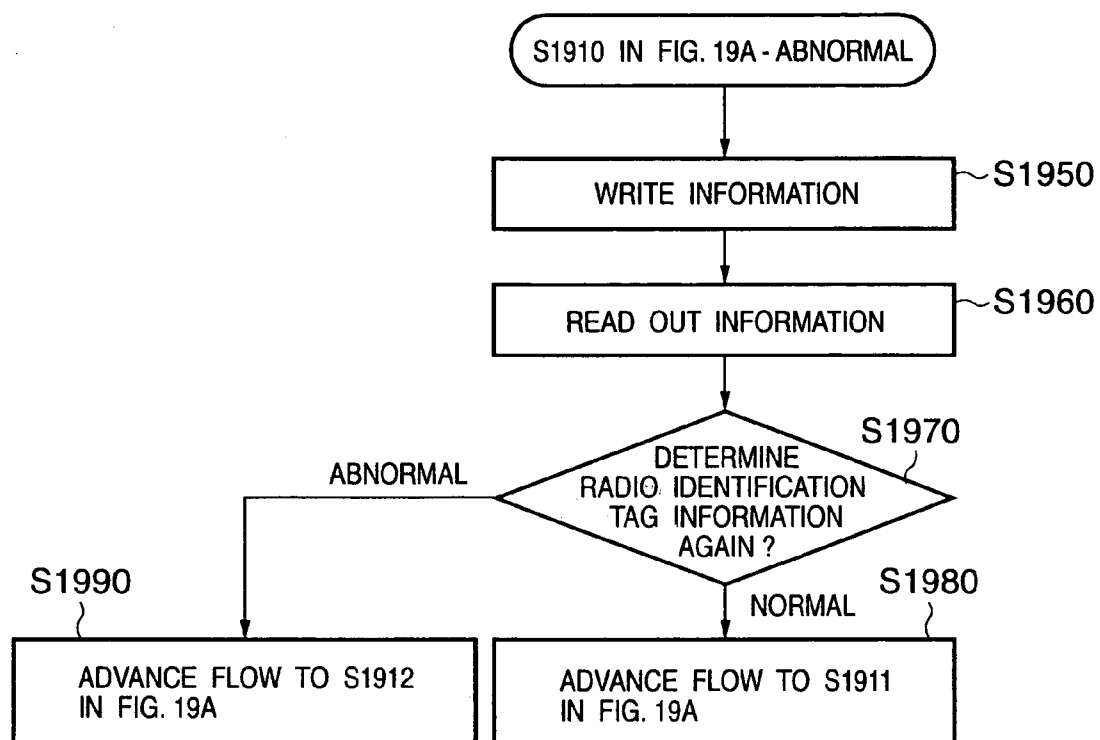 S1910 IN FIG. 19A - ABNORMAL
WRITE INFORMATION
S1950
READ OUT INFORMATION
S1960
S1970
DETERMINE
RADIO IDENTIFICATION
TAG INFORMATION
AGAIN ?
ABNORMAL
NORMAL
S1990
S1980
ADVANCE FLOW TO S1912
IN FIG. 19A
ADVANCE FLOW TO S1911
IN FIG. 19A